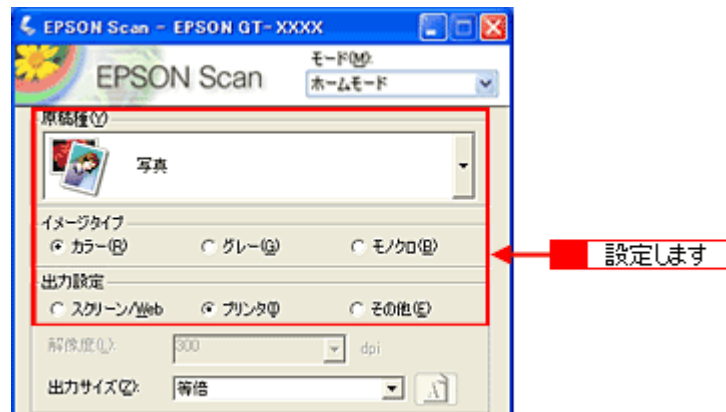 EPSON Scan - EPSON GT-XXXX
EPSON Scan
モード(M):
ホームモード
原稿種(Y)
写真
イメージタイプ
カラー(R) グレー(G) モノクロ(B)
設定します
出力設定
スクリーン/Web プリンタ(I) その他(E)
解像度(L): 300 dpi
出力サイズ(Z): 等倍